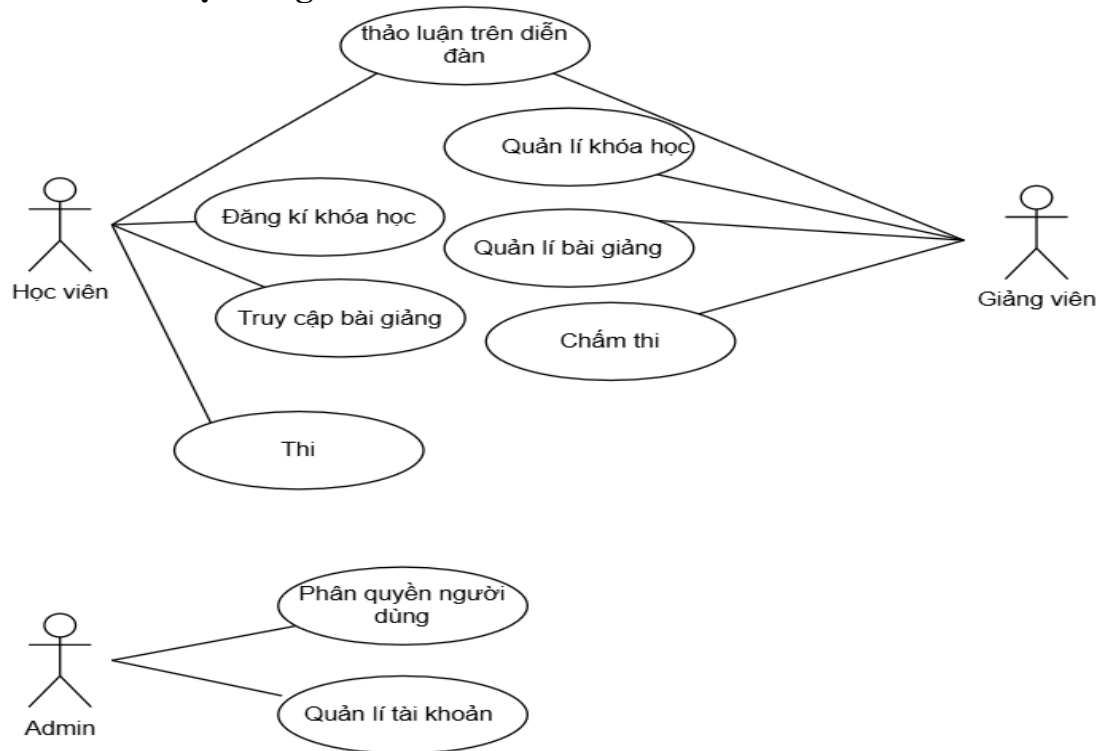 thảo luận trên diễn
đàn
Quản lí khóa học
Đăng kí khóa học
Quản lí bài giảng
Học viên
Giảng viên
Truy cập bài giảng
Chấm thi
Thi
Phân quyền người
dùng
Admin
Quản lí tài khoản